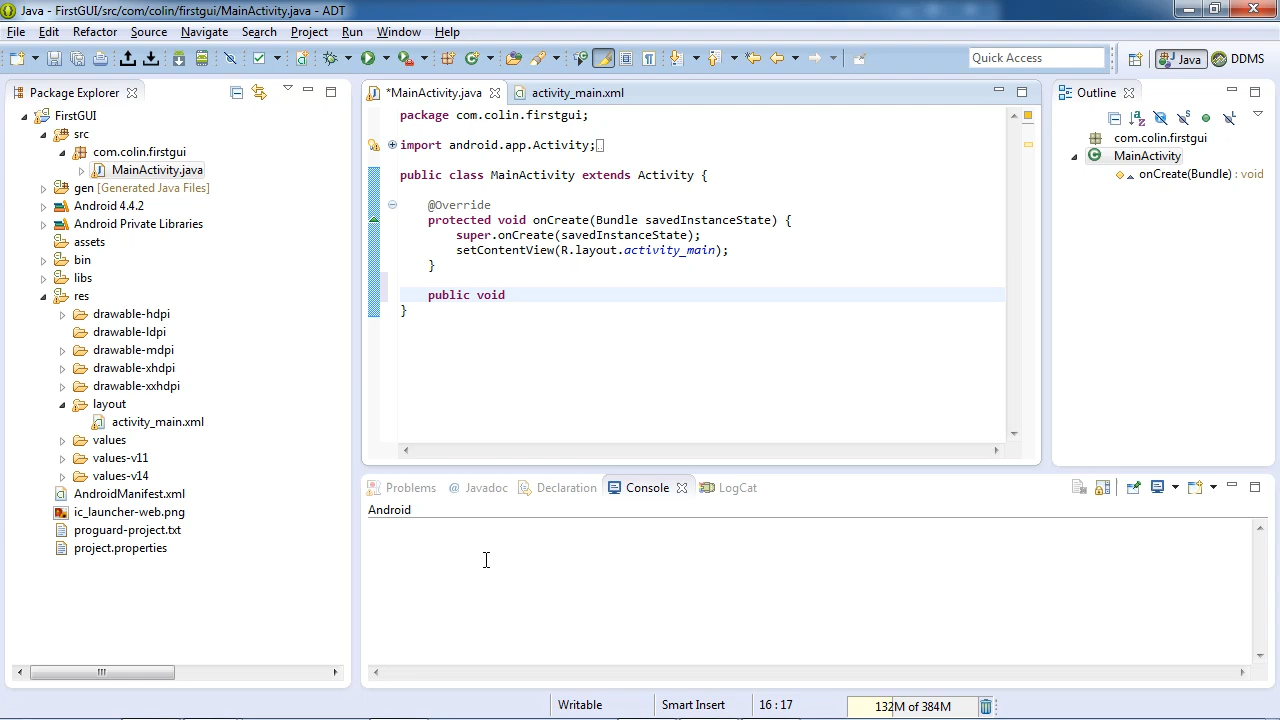 Java - FirstGUI/src/com/colin/firstgui/MainActivity.java - ADT
File Edit Refactor Source Navigate Search Project Run Window Help
Quick Access
Java
DDMS
Package Explorer
FirstGUI
src
com.colin.firstgui
MainActivity.java
gen [Generated Java Files]
Android 4.4.2
Android Private Libraries
assets
bin
libs
res
drawable-hdpi
drawable-ldpi
drawable-mdpi
drawable-xhdpi
drawable-xxhdpi
layout
activity_main.xml
values
values-v11
values-v14
AndroidManifest.xml
ic_launcher-web.png
proguard-project.txt
project.properties
*MainActivity.java
activity_main.xml
package com.colin.firstgui;
import android.app.Activity;
public class MainActivity extends Activity {
@Override
protected void onCreate(Bundle savedInstanceState) {
super.onCreate(savedInstanceState);
setContentView(R.layout.activity_main);
}
public void
}
Outline
com.colin.firstgui
MainActivity
onCreate(Bundle) : void
Problems
@ Javadoc
Declaration
Console
LogCat
Android
Writable
Smart Insert
16 : 17
132M of 384M